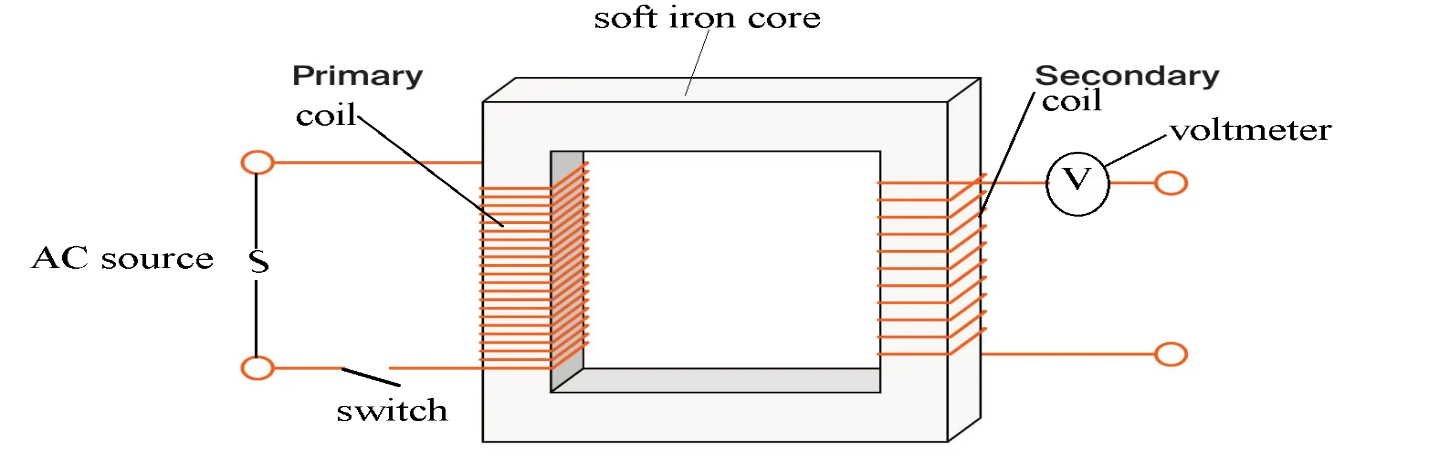 soft iron core
Primary
coil
Secondary
coil
voltmeter
V
AC source
S
switch